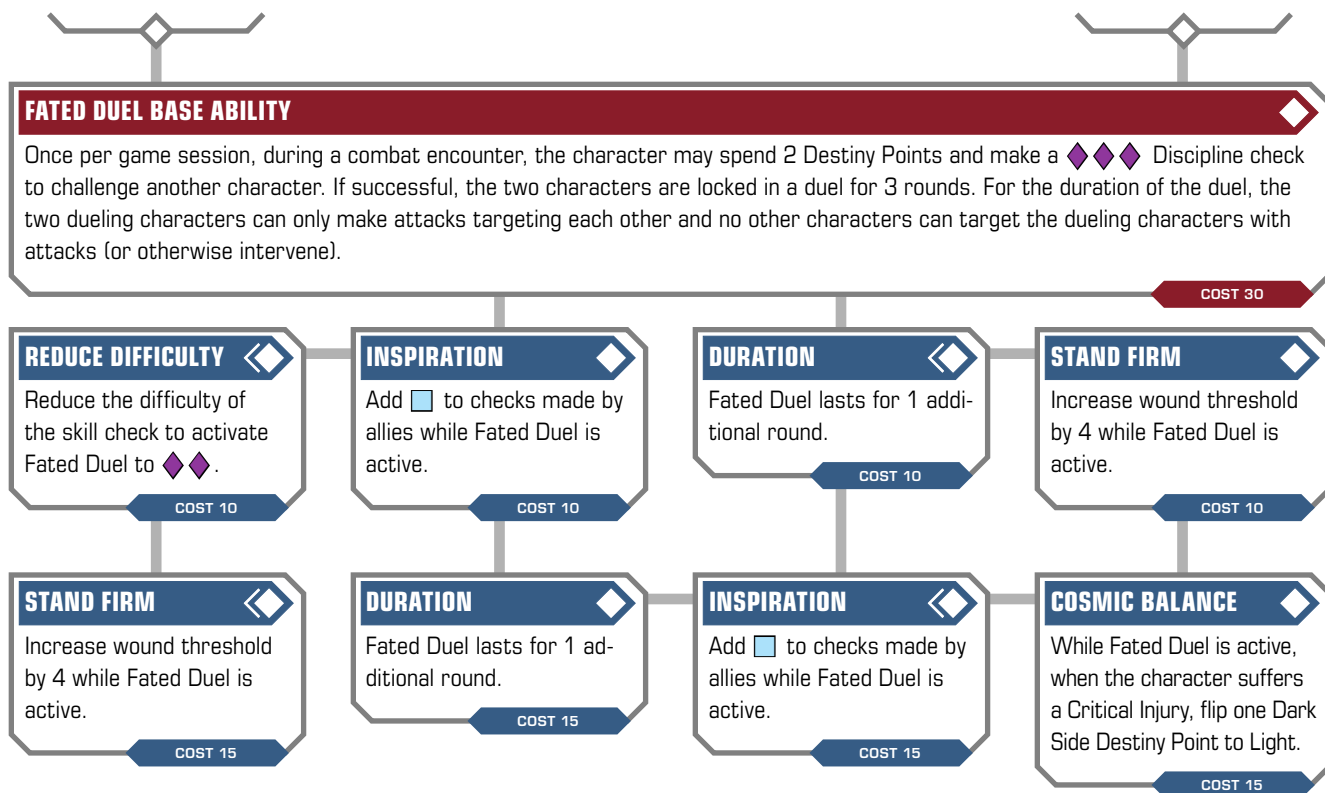 FATED DUEL BASE ABILITY
Once per game session, during a combat encounter, the character may spend 2 Destiny Points and make a Discipline check
to challenge another character. If successful, the two characters are locked in a duel for 3 rounds. For the duration of the duel, the
two dueling characters can only make attacks targeting each other and no other characters can target the dueling characters with
attacks (or otherwise intervene).
COST 30
REDUCE DIFFICULTY
Reduce the difficulty of
the skill check to activate
Fated Duel to .
COST 10
INSPIRATION
Add to checks made by
allies while Fated Duel is
active.
COST 10
DURATION
Fated Duel lasts for 1 addi-
tional round.
COST 10
STAND FIRM
Increase wound threshold
by 4 while Fated Duel is
active.
COST 10
STAND FIRM
Increase wound threshold
by 4 while Fated Duel is
active.
COST 15
DURATION
Fated Duel lasts for 1 ad-
ditional round.
COST 15
INSPIRATION
Add to checks made by
allies while Fated Duel is
active.
COST 15
COSMIC BALANCE
While Fated Duel is active,
when the character suffers
a Critical Injury, flip one Dark
Side Destiny Point to Light.
COST 15